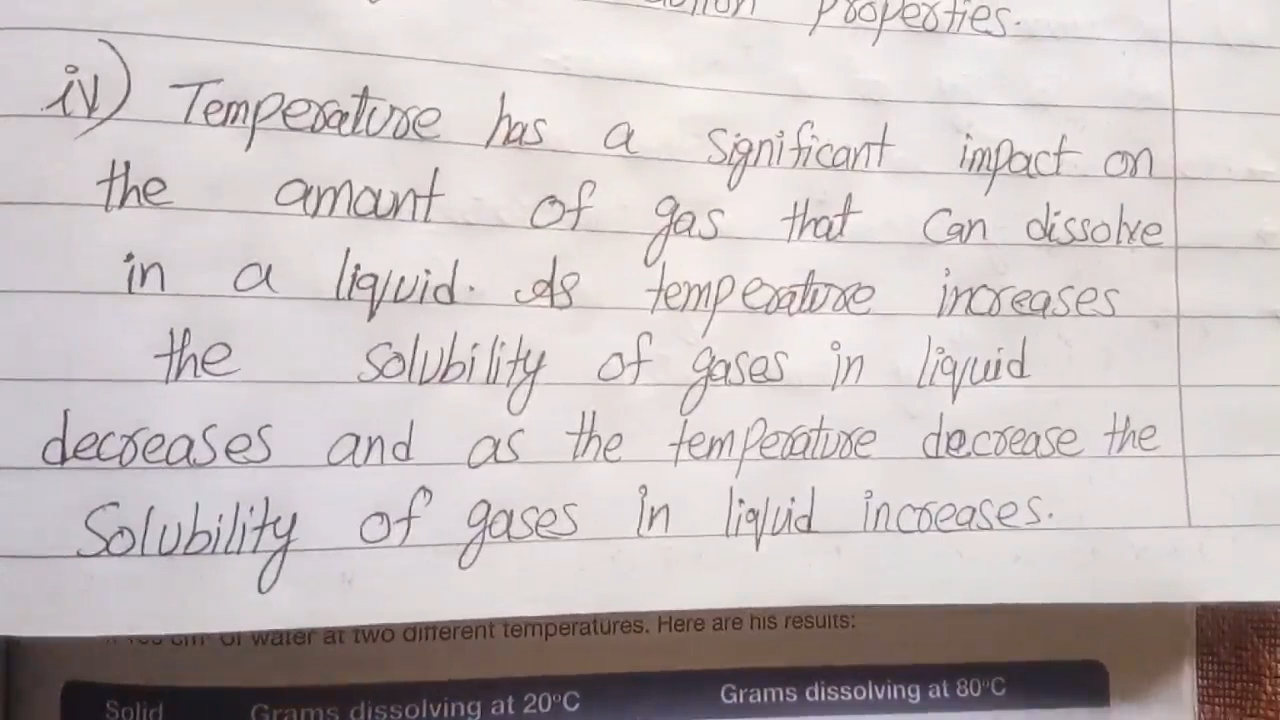 Properties.
iv) Temperature has a significant impact on
the amount of gas that can dissolve
in a liquid. As temperature increases
the solubility of gases in liquid
decreases and as the temperature decrease the
Solubility of gases in liquid increases.
of water at two different temperatures. Here are his results:
Solid Grams dissolving at 20°C Grams dissolving at 80°C